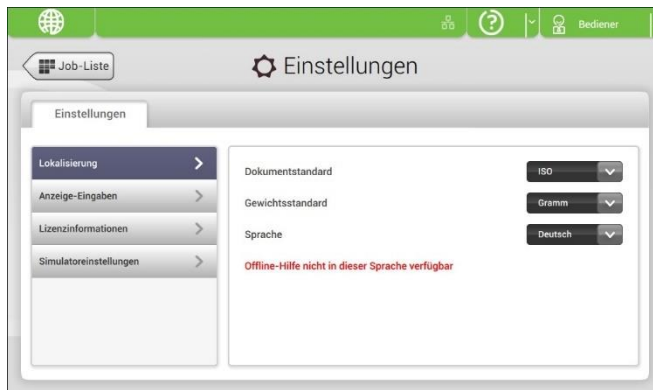 Bediener
Job-Liste
Einstellungen
Einstellungen
Lokalisierung
Anzeige-Eingaben
Lizenzinformationen
Simulatoreinstellungen
Dokumentstandard
ISO
Gewichtsstandard
Gramm
Sprache
Deutsch
Offline-Hilfe nicht in dieser Sprache verfügbar